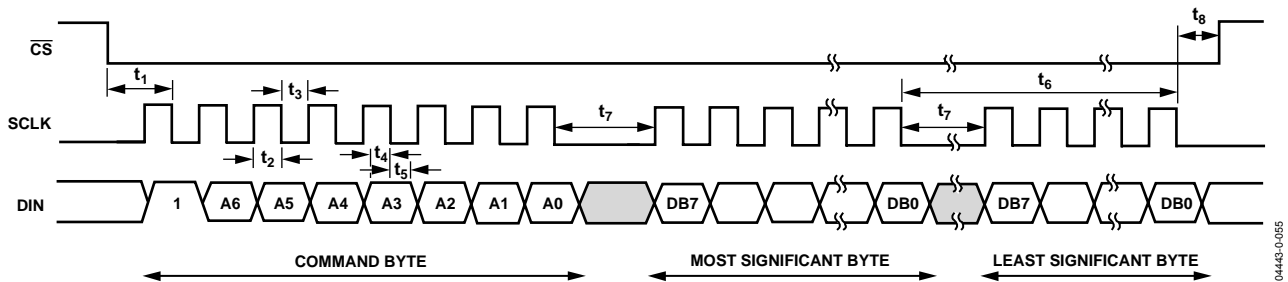 t8
CS
t1
t3
t6
SCLK
t7
t7
t2
t4
t5
DIN
1
A6
A5
A4
A3
A2
A1
A0
DB7
DB0
DB7
DB0
COMMAND BYTE
MOST SIGNIFICANT BYTE
LEAST SIGNIFICANT BYTE
04443-0-055